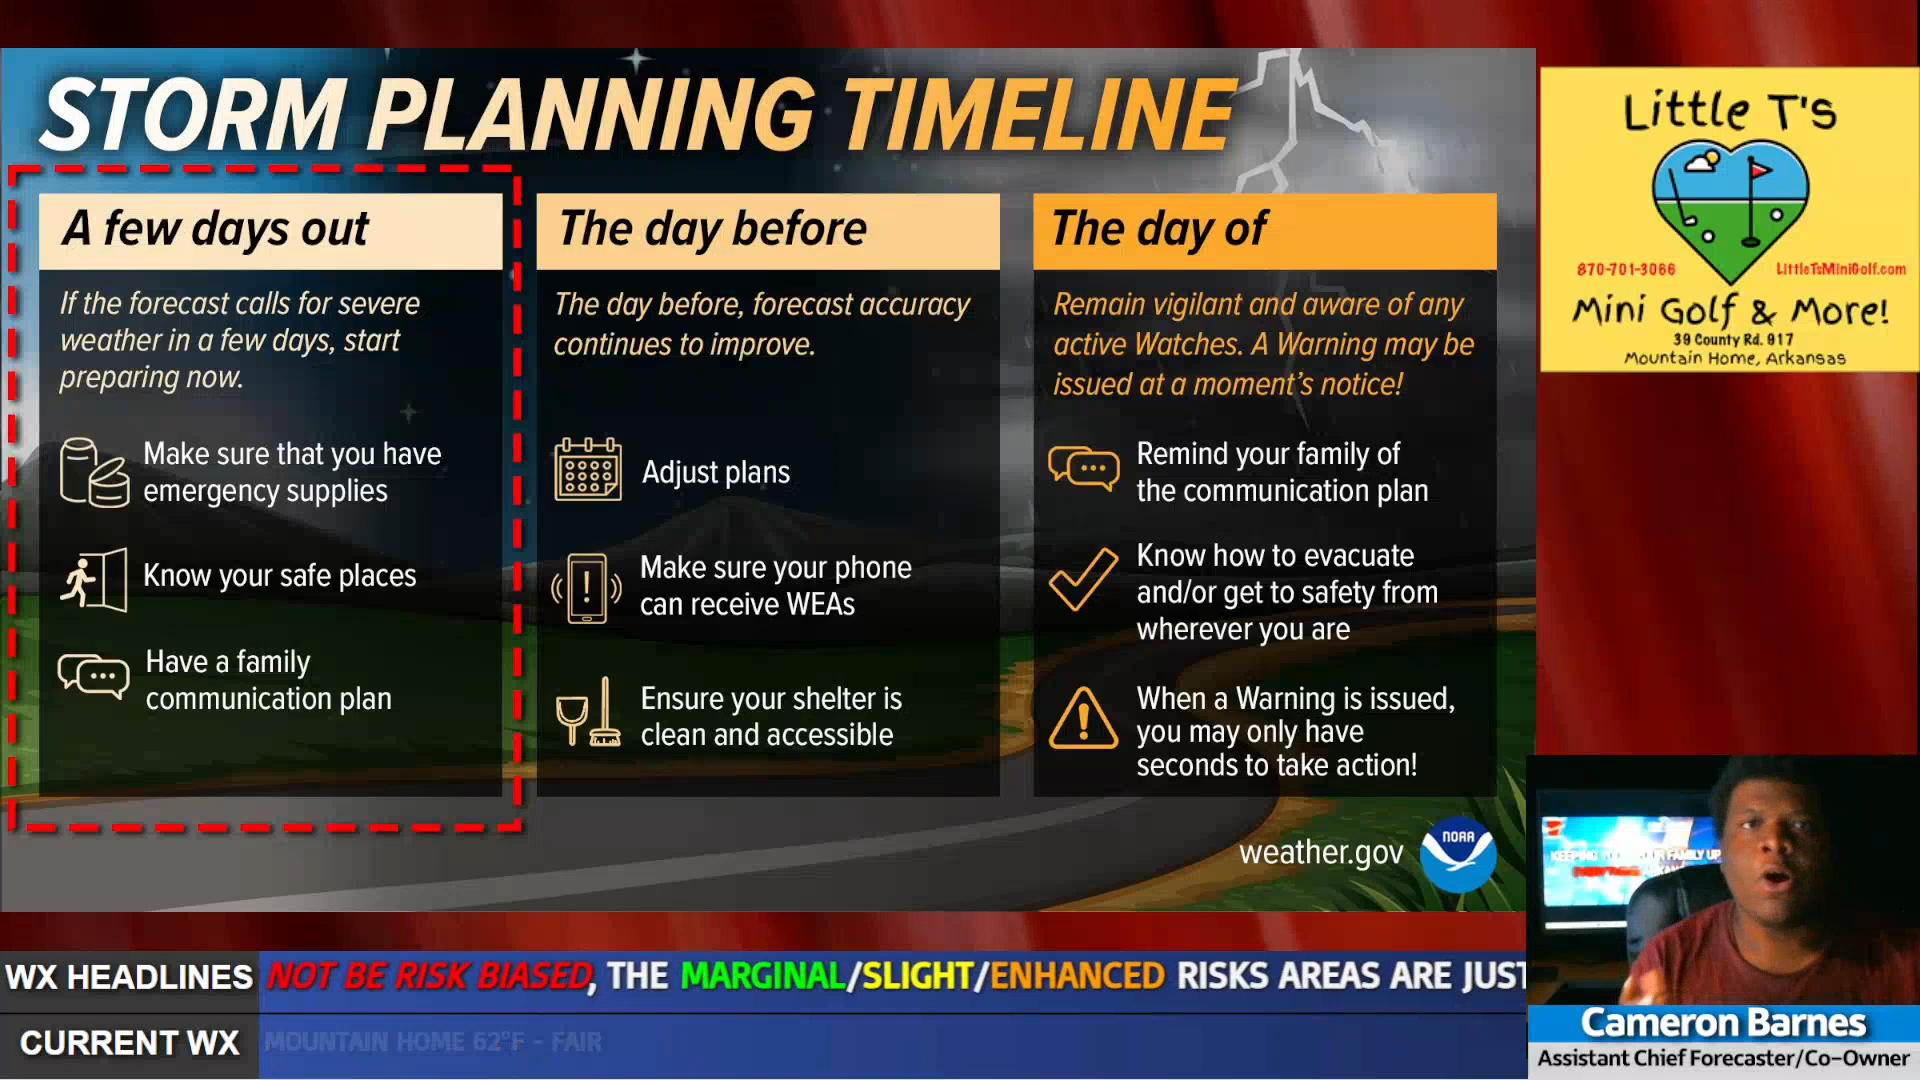 STORM PLANNING TIMELINE
A few days out
If the forecast calls for severe
weather in a few days, start
preparing now.
Make sure that you have
emergency supplies
Know your safe places
Have a family
communication plan
The day before
The day before, forecast accuracy
continues to improve.
Adjust plans
Make sure your phone
can receive WEAs
Ensure your shelter is
clean and accessible
The day of
Remain vigilant and aware of any
active Watches. A Warning may be
issued at a moment's notice!
Remind your family of
the communication plan
Know how to evacuate
and/or get to safety from
wherever you are
When a Warning is issued,
you may only have
seconds to take action!
weather.gov
NOAA
Little T's
870-701-3066
LittleTsMiniGolf.com
Mini Golf & More!
39 County Rd. 917
Mountain Home, Arkansas
KEEPING FAMILY UP
Cameron Barnes
Assistant Chief Forecaster/Co-Owner
WX HEADLINES
NOT BE RISK BIASED, THE MARGINAL/SLIGHT/ENHANCED RISKS AREAS ARE JUST
CURRENT WX
MOUNTAIN HOME 62°F - FAIR